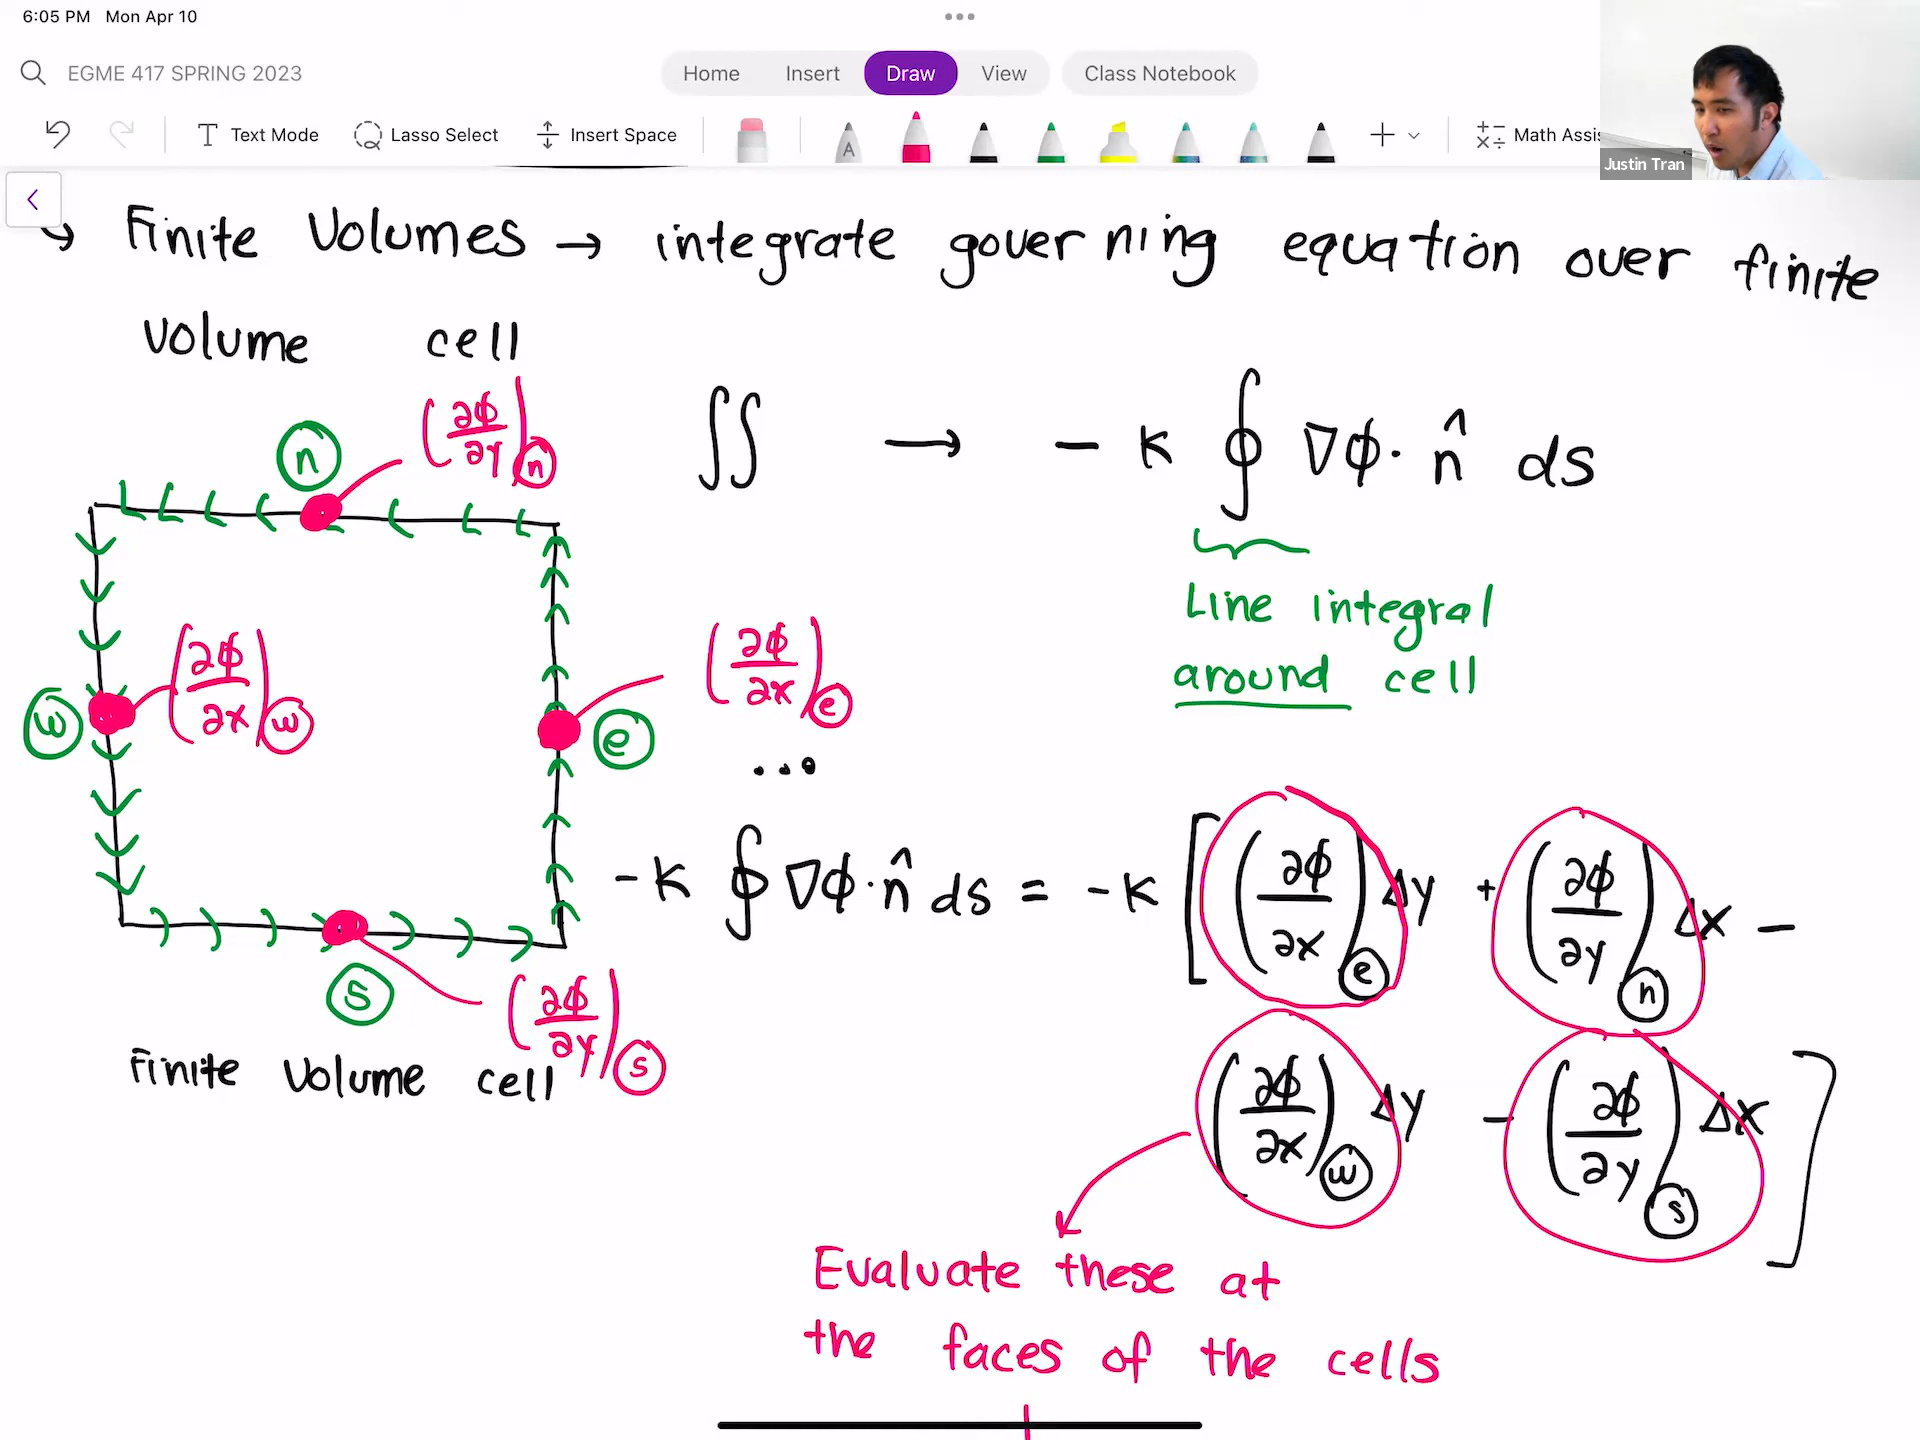 6:05 PM Mon Apr 10
EGME 417 SPRING 2023
Home Insert Draw View Class Notebook
Text Mode Lasso Select Insert Space A Math Assis
Justin Tran
↳ Finite Volumes → integrate governing equation over finite
volume cell
∬ → - K ∮ ∇ϕ · n̂ ds
Line integral
around cell
n
(∂ϕ/∂y)n
w
(∂ϕ/∂x)w
(∂ϕ/∂x)e
e
...
s
(∂ϕ/∂y)s
Finite Volume cell
-K ∮ ∇ϕ · n̂ ds = -K [ (∂ϕ/∂x)e Δy + (∂ϕ/∂y)n Δx -
(∂ϕ/∂x)w Δy - (∂ϕ/∂y)s Δx ]
Evaluate these at
the faces of the cells